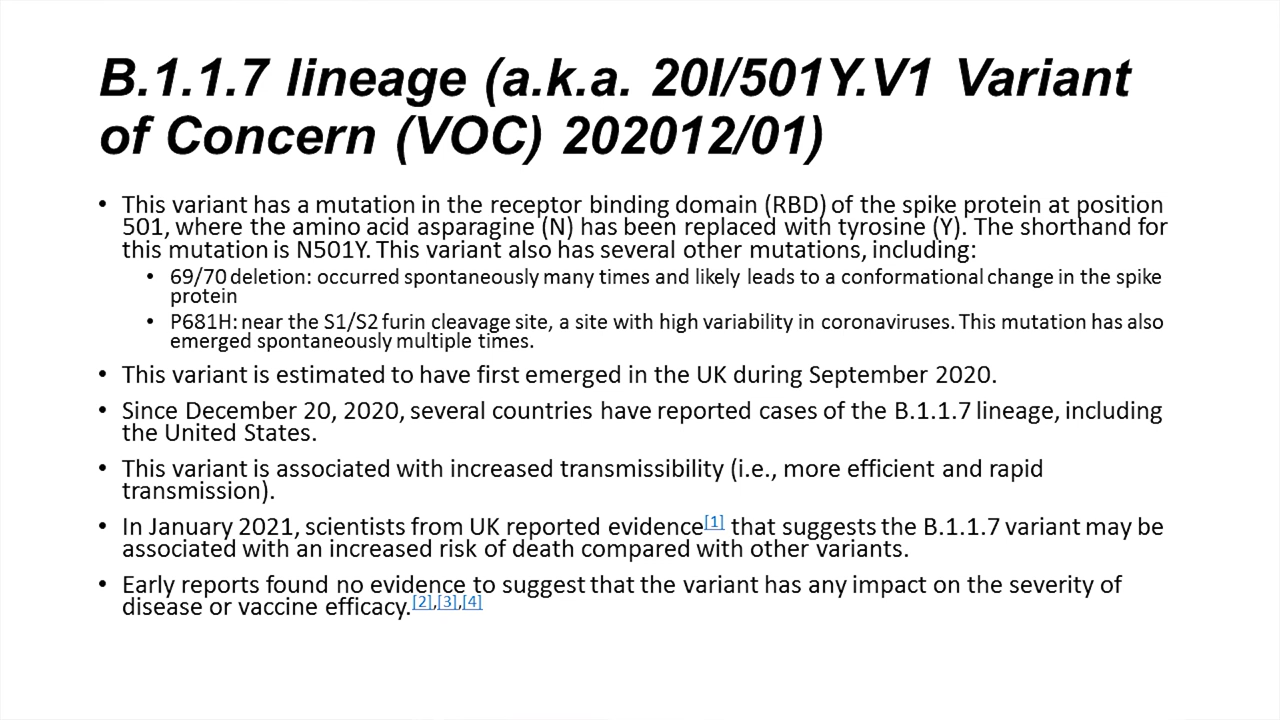 B.1.1.7 lineage (a.k.a. 20I/501Y.V1 Variant
of Concern (VOC) 202012/01)
• This variant has a mutation in the receptor binding domain (RBD) of the spike protein at position
501, where the amino acid asparagine (N) has been replaced with tyrosine (Y). The shorthand for
this mutation is N501Y. This variant also has several other mutations, including:
• 69/70 deletion: occurred spontaneously many times and likely leads to a conformational change in the spike
protein
• P681H: near the S1/S2 furin cleavage site, a site with high variability in coronaviruses. This mutation has also
emerged spontaneously multiple times.
• This variant is estimated to have first emerged in the UK during September 2020.
• Since December 20, 2020, several countries have reported cases of the B.1.1.7 lineage, including
the United States.
• This variant is associated with increased transmissibility (i.e., more efficient and rapid
transmission).
• In January 2021, scientists from UK reported evidence[1] that suggests the B.1.1.7 variant may be
associated with an increased risk of death compared with other variants.
• Early reports found no evidence to suggest that the variant has any impact on the severity of
disease or vaccine efficacy.[2],[3],[4]